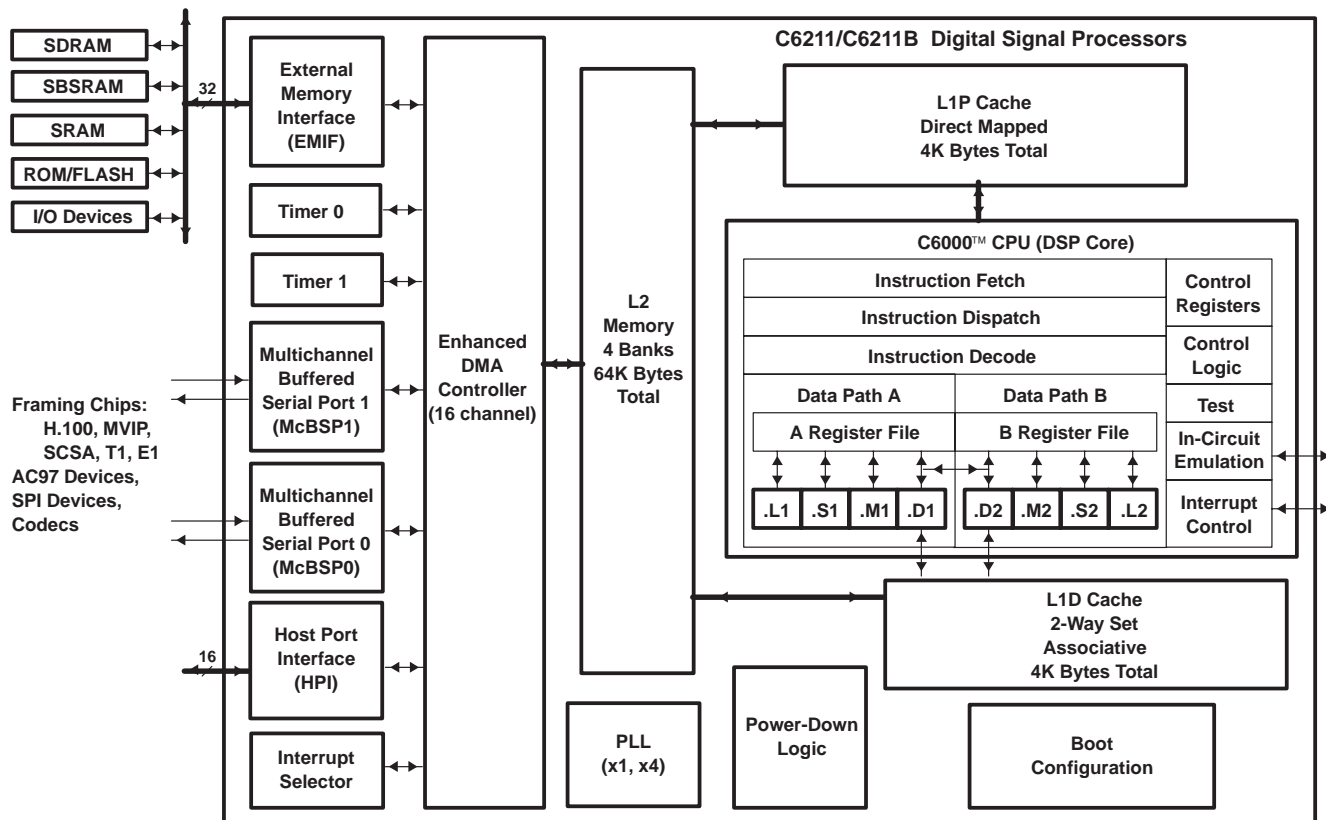 C6211/C6211B Digital Signal Processors
SDRAM
SBSRAM
SRAM
ROM/FLASH
I/O Devices
32
External
Memory
Interface
(EMIF)
Timer 0
Timer 1
Multichannel
Buffered
Serial Port 1
(McBSP1)
Framing Chips:
H.100, MVIP,
SCSA, T1, E1
AC97 Devices,
SPI Devices,
Codecs
Multichannel
Buffered
Serial Port 0
(McBSP0)
16
Host Port
Interface
(HPI)
Interrupt
Selector
Enhanced
DMA
Controller
(16 channel)
L2
Memory
4 Banks
64K Bytes
Total
L1P Cache
Direct Mapped
4K Bytes Total
C6000™ CPU (DSP Core)
Instruction Fetch
Instruction Dispatch
Instruction Decode
Control
Registers
Control
Logic
Test
In-Circuit
Emulation
Interrupt
Control
Data Path A
A Register File
.L1 .S1 .M1 .D1
Data Path B
B Register File
.D2 .M2 .S2 .L2
L1D Cache
2-Way Set
Associative
4K Bytes Total
PLL
(x1, x4)
Power-Down
Logic
Boot
Configuration